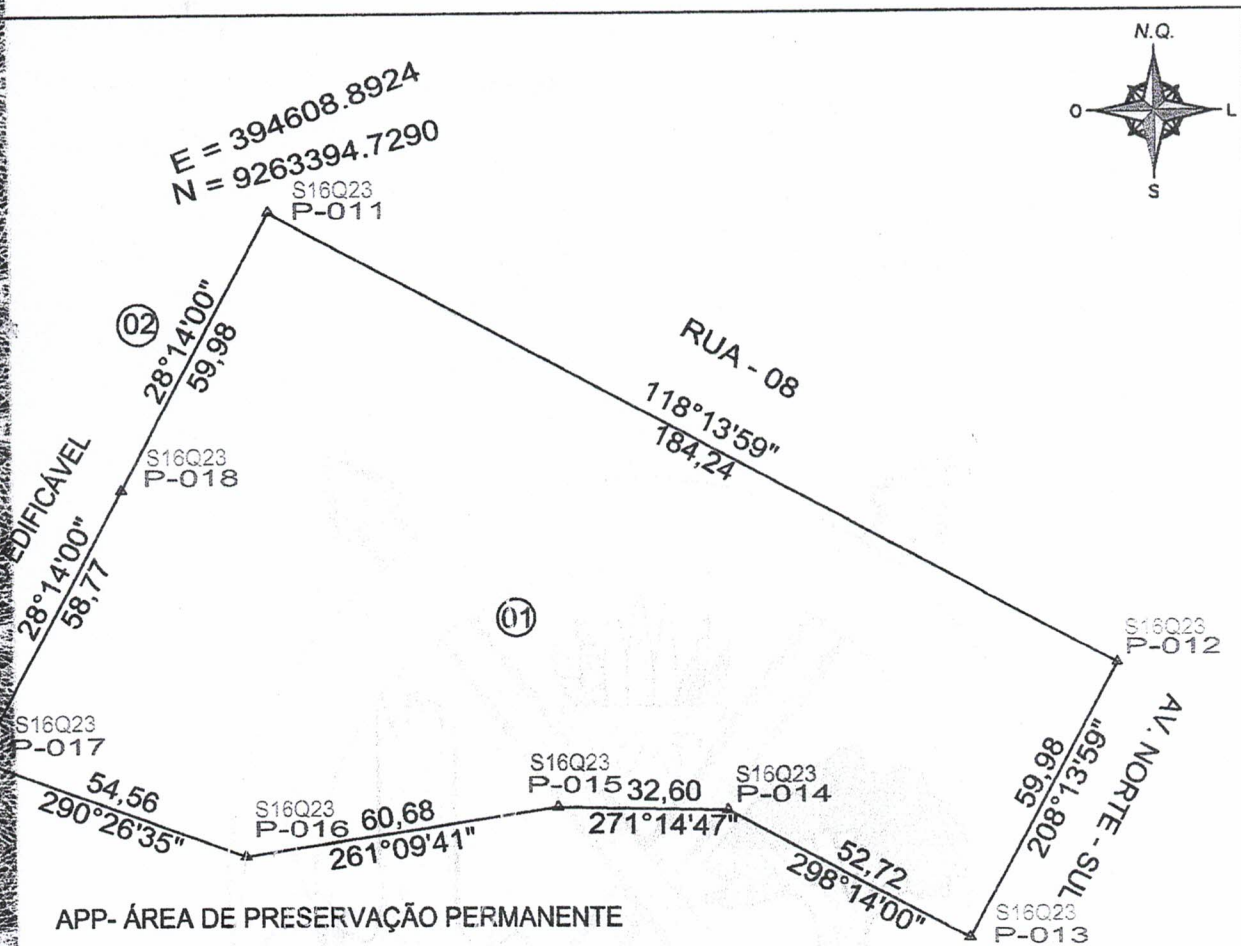 N.Q.
O
L
S
E = 394608.8924
N = 9263394.7290
S16Q23
P-011
02
28°14'00"
59,98
RUA - 08
118°13'59"
184,24
S16Q23
P-018
EDIFICÁVEL
28°14'00"
58,77
01
S16Q23
P-012
AV. NORTE - SUL
59,98
208°13'59"
S16Q23
P-017
54,56
290°26'35"
S16Q23
P-016
60,68
261°09'41"
S16Q23
P-015
32,60
271°14'47"
S16Q23
P-014
52,72
298°14'00"
S16Q23
P-013
APP- ÁREA DE PRESERVAÇÃO PERMANENTE